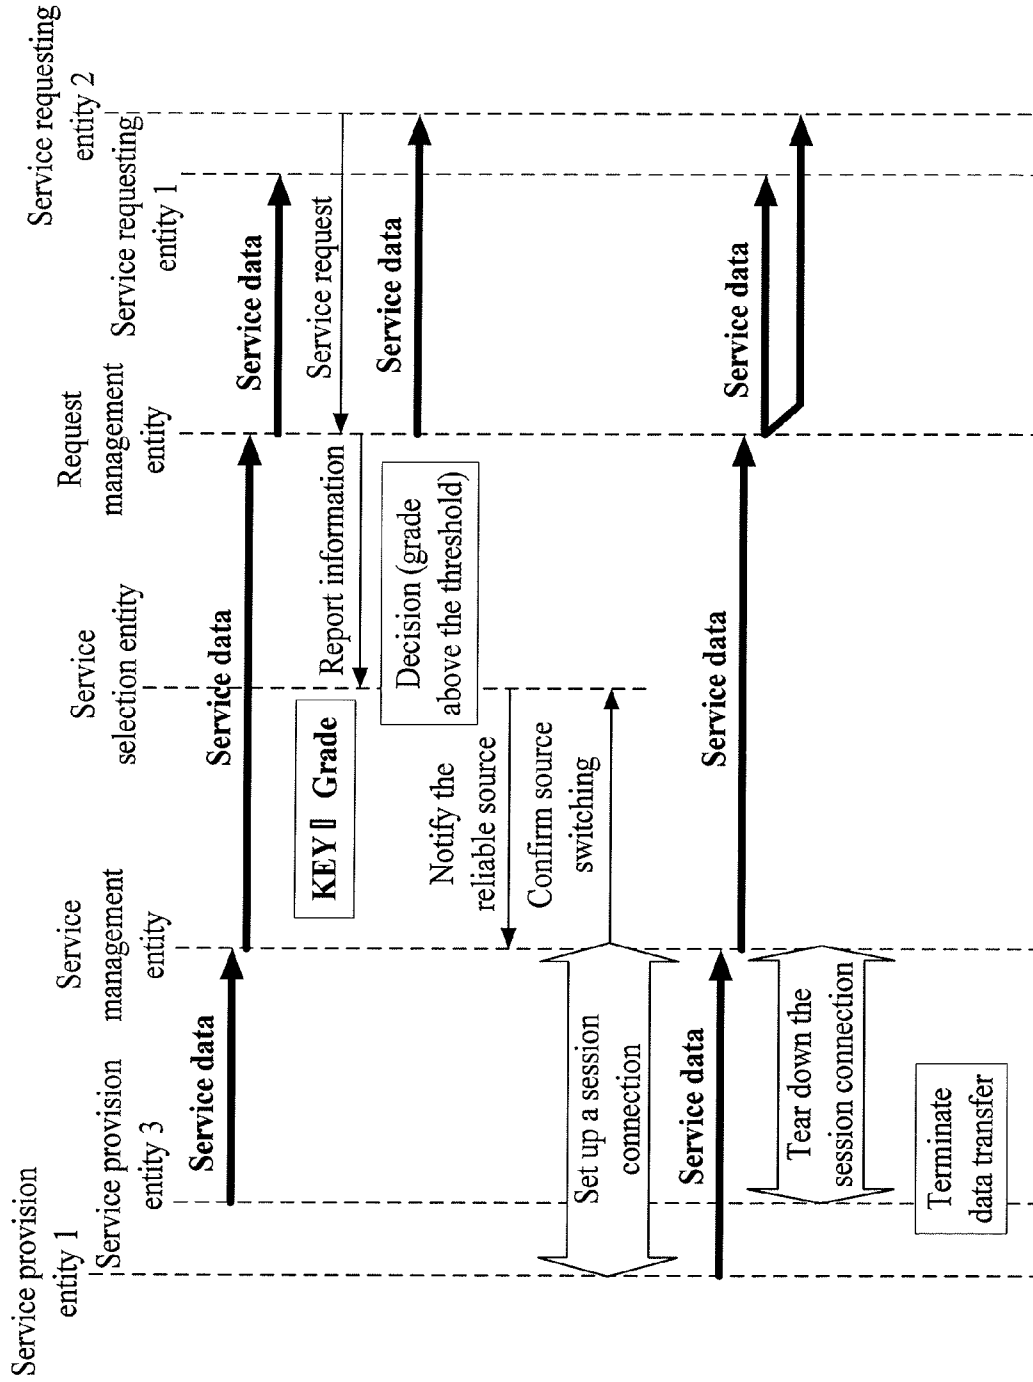 Service provision
entity 1
Service provision
entity 3
Service
management
entity
Service
selection entity
Request
management
entity
Service requesting
entity 1
Service requesting
entity 2
Service data
Service data
Service data
Service request
Report information
KEY Grade
Service data
Decision (grade
above the threshold)
Notify the
reliable source
Confirm source
switching
Set up a session
connection
Service data
Service data
Service data
Tear down the
session connection
Terminate
data transfer